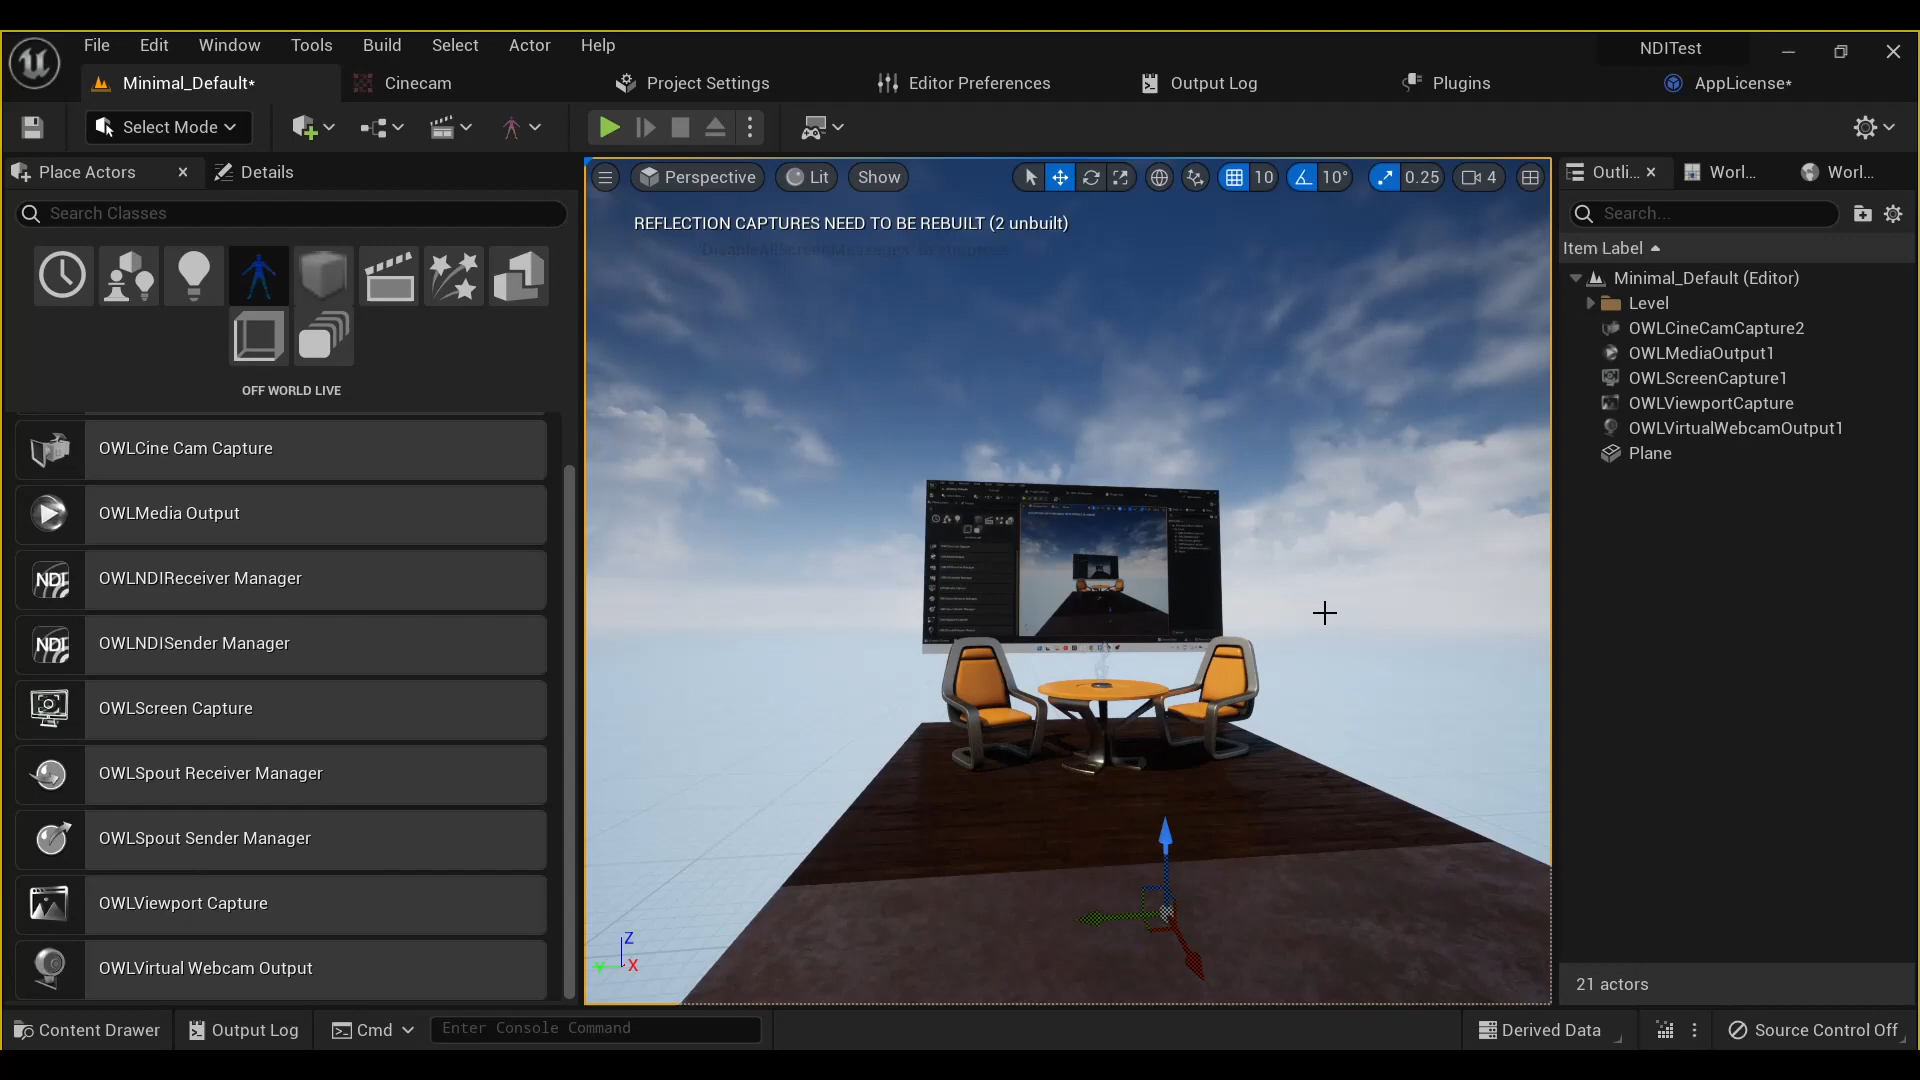 File Edit Window Tools Build Select Actor Help
NDITest
Minimal_Default*
Cinecam
Project Settings
Editor Preferences
Output Log
Plugins
AppLicense*
Select Mode
Place Actors
Details
Search Classes
OFF WORLD LIVE
OWLCine Cam Capture
OWLMedia Output
NDI
OWLNDIReceiver Manager
NDI
OWLNDISender Manager
OWLScreen Capture
OWLSpout Receiver Manager
OWLSpout Sender Manager
OWLViewport Capture
OWLVirtual Webcam Output
Perspective
Lit
Show
10
10°
0.25
4
REFLECTION CAPTURES NEED TO BE REBUILT (2 unbuilt)
'DisableAllScreenMessages' to suppress
Z
Y
X
Outli...
Worl...
Worl...
Search...
Item Label
Minimal_Default (Editor)
Level
OWLCineCamCapture2
OWLMediaOutput1
OWLScreenCapture1
OWLViewportCapture
OWLVirtualWebcamOutput1
Plane
21 actors
Content Drawer
Output Log
Cmd
Enter Console Command
Derived Data
Source Control Off